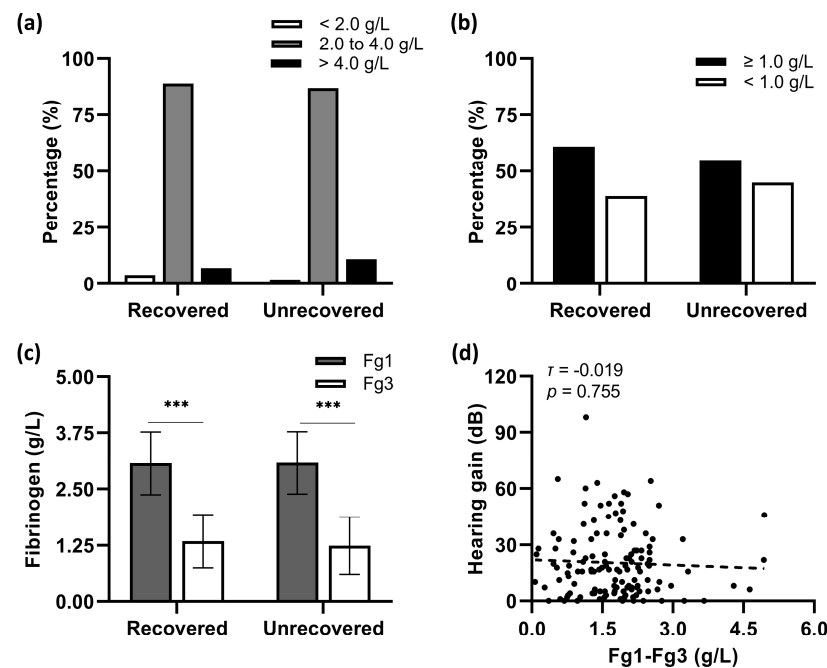 (a)
< 2.0 g/L
2.0 to 4.0 g/L
> 4.0 g/L
100
75
50
25
0
Percentage (%)
Recovered Unrecovered
(b)
≥ 1.0 g/L
< 1.0 g/L
100
75
50
25
0
Percentage (%)
Recovered Unrecovered
(c)
Fg1
Fg3
5.00
3.75
2.50
1.25
0.00
Fibrinogen (g/L)
*** ***
Recovered Unrecovered
(d)
τ = -0.019
p = 0.755
120
90
60
30
0
Hearing gain (dB)
0.0 1.5 3.0 4.5 6.0
Fg1-Fg3 (g/L)